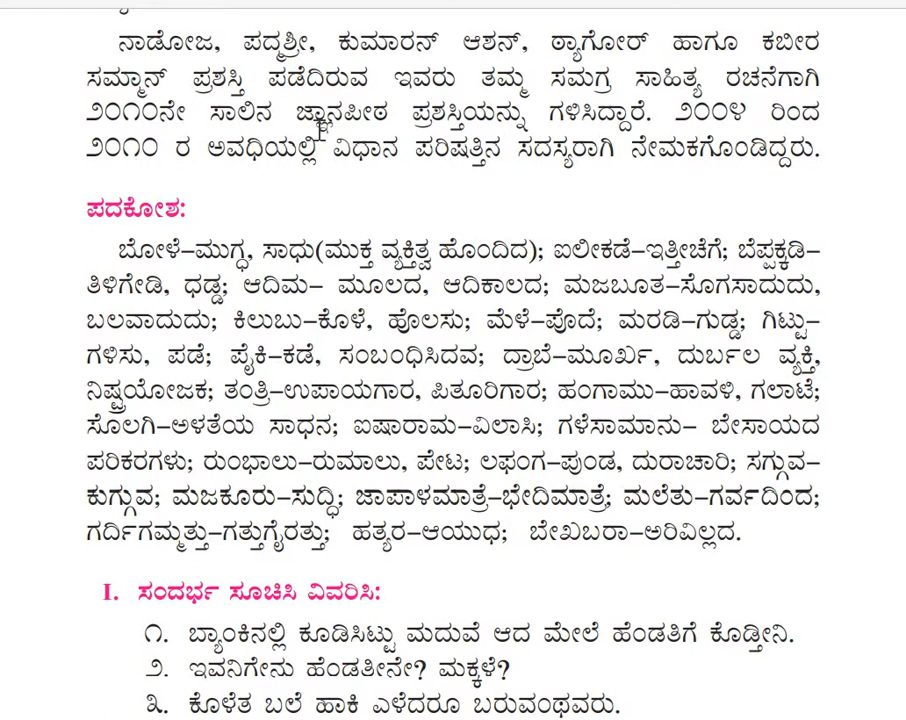 ನಾಡೋಜ, ಪದ್ಮಶ್ರೀ, ಕುಮಾರನ್ ಆಶನ್, ಠ್ಯಾಗೋರ್ ಹಾಗೂ ಕಬೀರ
ಸಮ್ಮಾನ್ ಪ್ರಶಸ್ತಿ ಪಡೆದಿರುವ ಇವರು ತಮ್ಮ ಸಮಗ್ರ ಸಾಹಿತ್ಯ ರಚನೆಗಾಗಿ
೨೦೧೦ನೇ ಸಾಲಿನ ಜ್ಞಾನಪೀಠ ಪ್ರಶಸ್ತಿಯನ್ನು ಗಳಿಸಿದ್ದಾರೆ. ೨೦೦೪ ರಿಂದ
೨೦೧೦ ರ ಅವಧಿಯಲ್ಲಿ ವಿಧಾನ ಪರಿಷತ್ತಿನ ಸದಸ್ಯರಾಗಿ ನೇಮಕಗೊಂಡಿದ್ದರು.
ಪದಕೋಶ:
ಬೋಳೆ–ಮುಗ್ಧ, ಸಾಧು(ಮುಕ್ತ ವ್ಯಕ್ತಿತ್ವ ಹೊಂದಿದ); ಐಲೀಕಡೆ–ಇತ್ತೀಚೆಗೆ; ಬೆಪ್ಪಕ್ಕಡಿ–
ತಿಳಿಗೇಡಿ, ಧಡ್ಡ; ಆದಿಮ– ಮೂಲದ, ಆದಿಕಾಲದ; ಮಜಬೂತ–ಸೊಗಸಾದುದು,
ಬಲವಾದುದು; ಕಿಲುಬು–ಕೊಳೆ, ಹೊಲಸು; ಮೆಳೆ–ಪೊದೆ; ಮರಡಿ–ಗುಡ್ಡ; ಗಿಟ್ಟು–
ಗಳಿಸು, ಪಡೆ; ಪೈಕಿ–ಕಡೆ, ಸಂಬಂಧಿಸಿದವ; ದ್ರಾಬೆ–ಮೂರ್ಖ, ದುರ್ಬಲ ವ್ಯಕ್ತಿ,
ನಿಷ್ಪ್ರಯೋಜಕ; ತಂತ್ರಿ–ಉಪಾಯಗಾರ, ಪಿತೂರಿಗಾರ; ಹಂಗಾಮು–ಹಾವಳಿ, ಗಲಾಟೆ;
ಸೊಲಗಿ–ಅಳತೆಯ ಸಾಧನ; ಐಷಾರಾಮ–ವಿಲಾಸಿ; ಗಳೆಸಾಮಾನು– ಬೇಸಾಯದ
ಪರಿಕರಗಳು; ರುಂಭಾಲು–ರುಮಾಲು, ಪೇಟ; ಲಫಂಗ–ಪುಂಡ, ದುರಾಚಾರಿ; ಸಗ್ಗುವ–
ಕುಗ್ಗುವ; ಮಜಕೂರು–ಸುದ್ಧಿ; ಜಾಪಾಳಮಾತ್ರೆ–ಭೇದಿಮಾತ್ರೆ; ಮಲೆತು–ಗರ್ವದಿಂದ;
ಗರ್ದಿಗಮ್ಮತ್ತು–ಗತ್ತುಗೈರತ್ತು; ಹತ್ಯರ–ಆಯುಧ; ಬೇಖಬರಾ–ಅರಿವಿಲ್ಲದ.
I. ಸಂದರ್ಭ ಸೂಚಿಸಿ ವಿವರಿಸಿ:
೧. ಬ್ಯಾಂಕಿನಲ್ಲಿ ಕೂಡಿಸಿಟ್ಟು ಮದುವೆ ಆದ ಮೇಲೆ ಹೆಂಡತಿಗೆ ಕೊಡ್ತೀನಿ.
೨. ಇವನಿಗೇನು ಹೆಂಡತೀನೇ? ಮಕ್ಕಳೆ?
೩. ಕೊಳೆತ ಬಲೆ ಹಾಕಿ ಎಳೆದರೂ ಬರುವಂಥವರು.